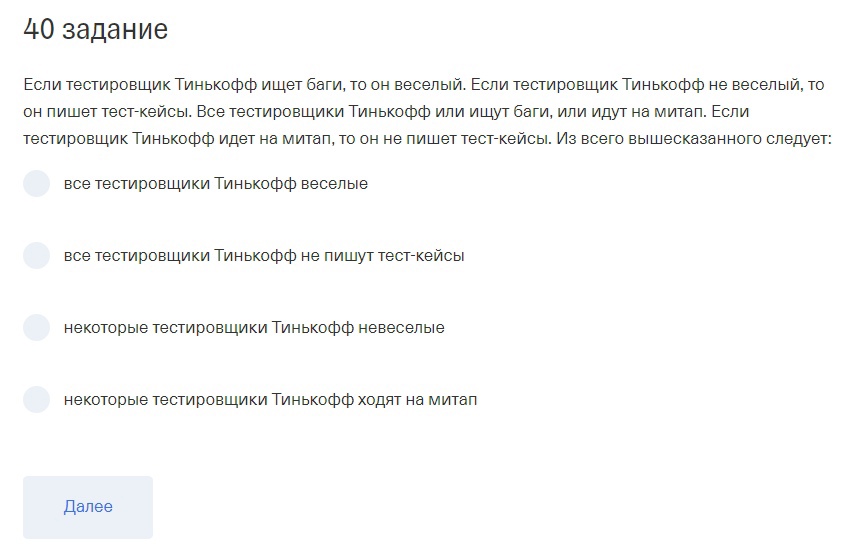 40 задание
Если тестировщик Тинькофф ищет баги, то он веселый. Если тестировщик Тинькофф не веселый, то
он пишет тест-кейсы. Все тестировщики Тинькофф или ищут баги, или идут на митап. Если
тестировщик Тинькофф идет на митап, то он не пишет тест-кейсы. Из всего вышесказанного следует:
все тестировщики Тинькофф веселые
все тестировщики Тинькофф не пишут тест-кейсы
некоторые тестировщики Тинькофф невеселые
некоторые тестировщики Тинькофф ходят на митап
Далее